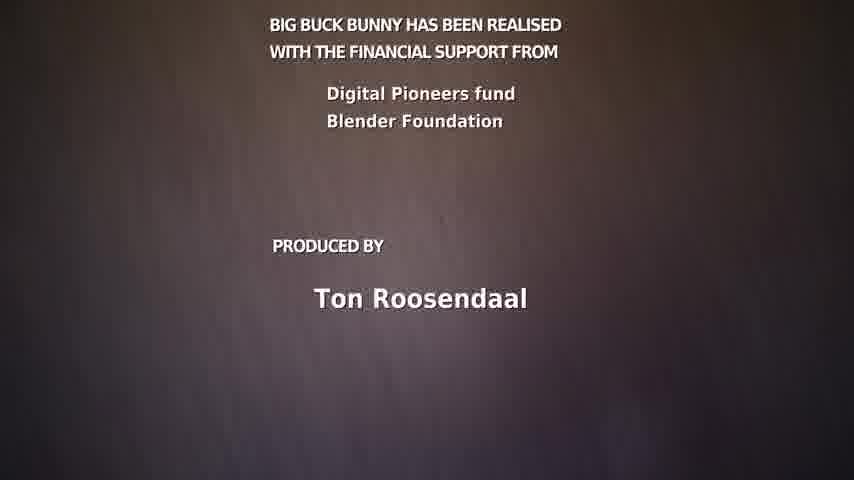 BIG BUCK BUNNY HAS BEEN REALISED
WITH THE FINANCIAL SUPPORT FROM
Digital Pioneers fund
Blender Foundation
PRODUCED BY
Ton Roosendaal